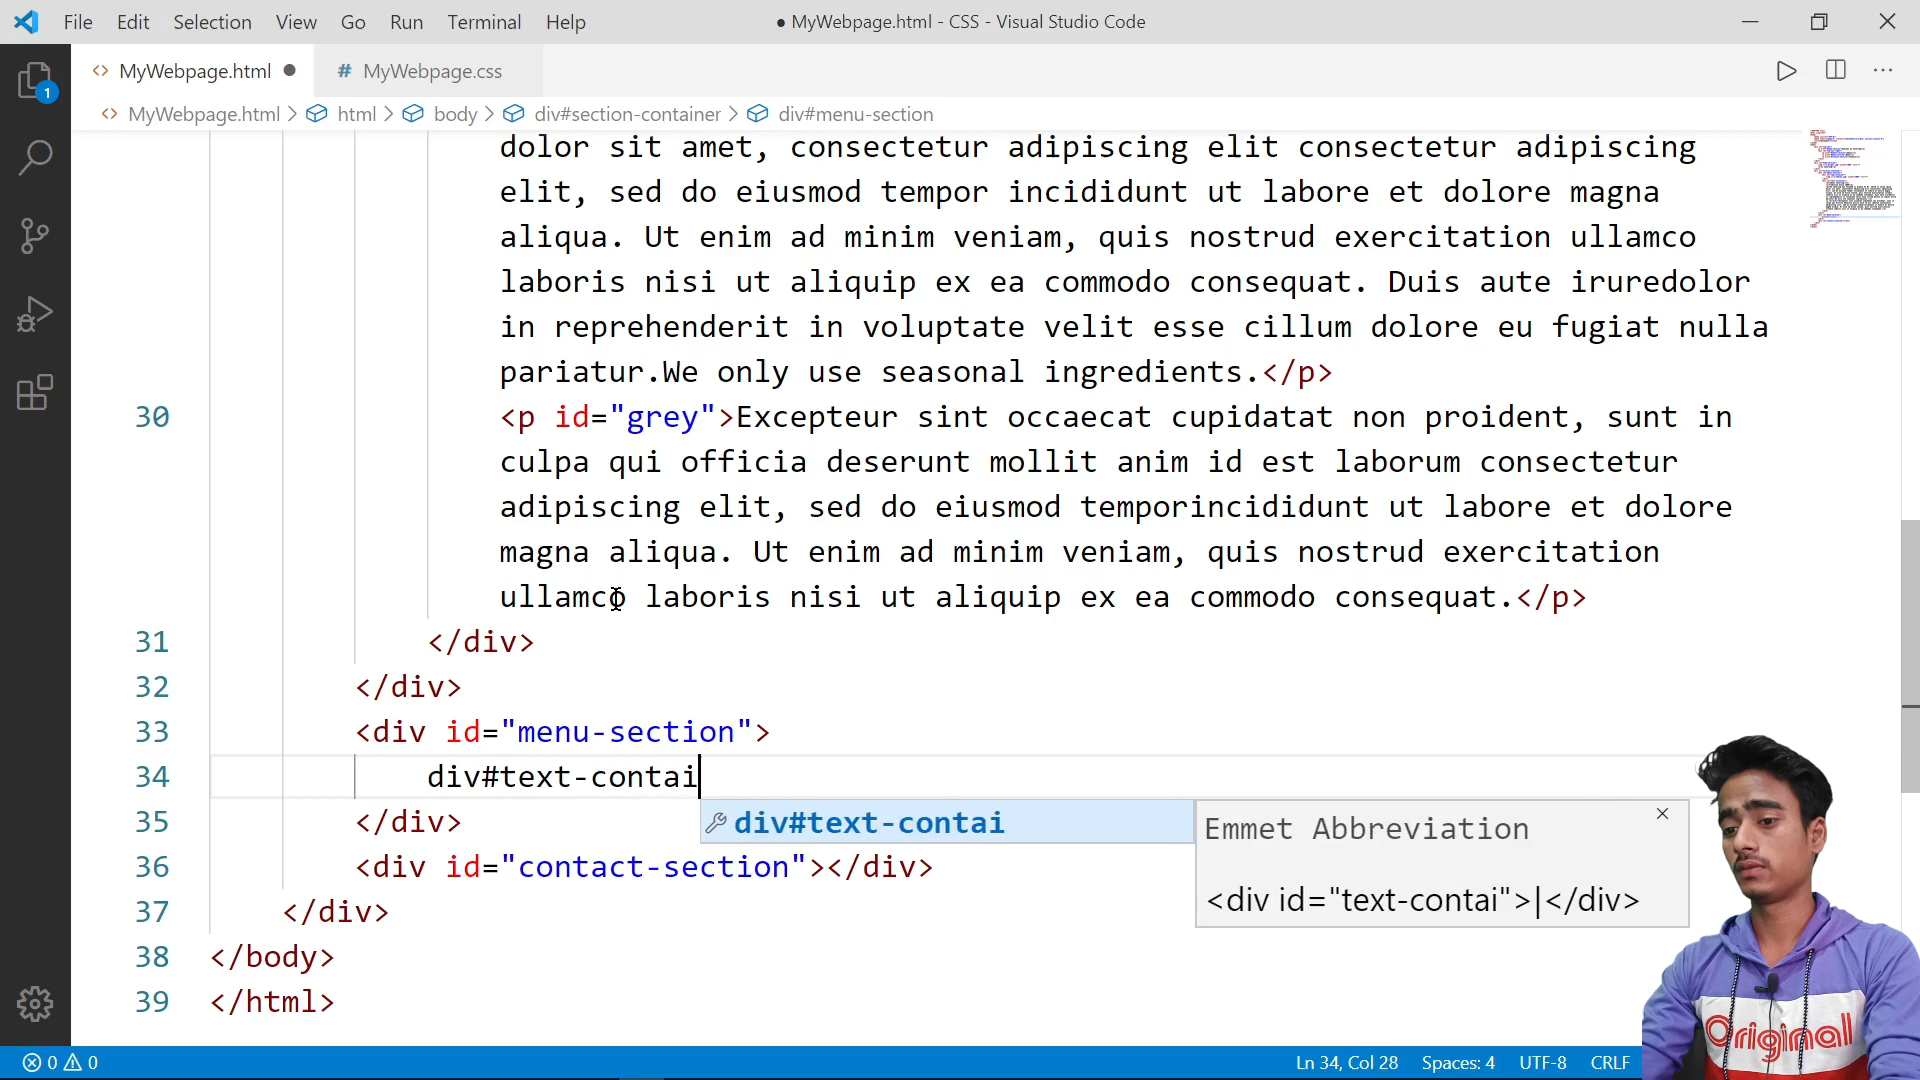 File Edit Selection View Go Run Terminal Help
● MyWebpage.html - CSS - Visual Studio Code
1
<> MyWebpage.html ●
# MyWebpage.css
<> MyWebpage.html > html > body > div#section-container > div#menu-section
dolor sit amet, consectetur adipiscing elit consectetur adipiscing
elit, sed do eiusmod tempor incididunt ut labore et dolore magna
aliqua. Ut enim ad minim veniam, quis nostrud exercitation ullamco
laboris nisi ut aliquip ex ea commodo consequat. Duis aute iruredolor
in reprehenderit in voluptate velit esse cillum dolore eu fugiat nulla
pariatur.We only use seasonal ingredients.</p>
30 <p id="grey">Excepteur sint occaecat cupidatat non proident, sunt in
culpa qui officia deserunt mollit anim id est laborum consectetur
adipiscing elit, sed do eiusmod temporincididunt ut labore et dolore
magna aliqua. Ut enim ad minim veniam, quis nostrud exercitation
ullamco laboris nisi ut aliquip ex ea commodo consequat.</p>
31 </div>
32 </div>
33 <div id="menu-section">
34 div#text-contai
35 </div>
36 <div id="contact-section"></div>
37 </div>
38 </body>
39 </html>
div#text-contai
Emmet Abbreviation
<div id="text-contai">|</div>
Original
0 0
Ln 34, Col 28 Spaces: 4 UTF-8 CRLF